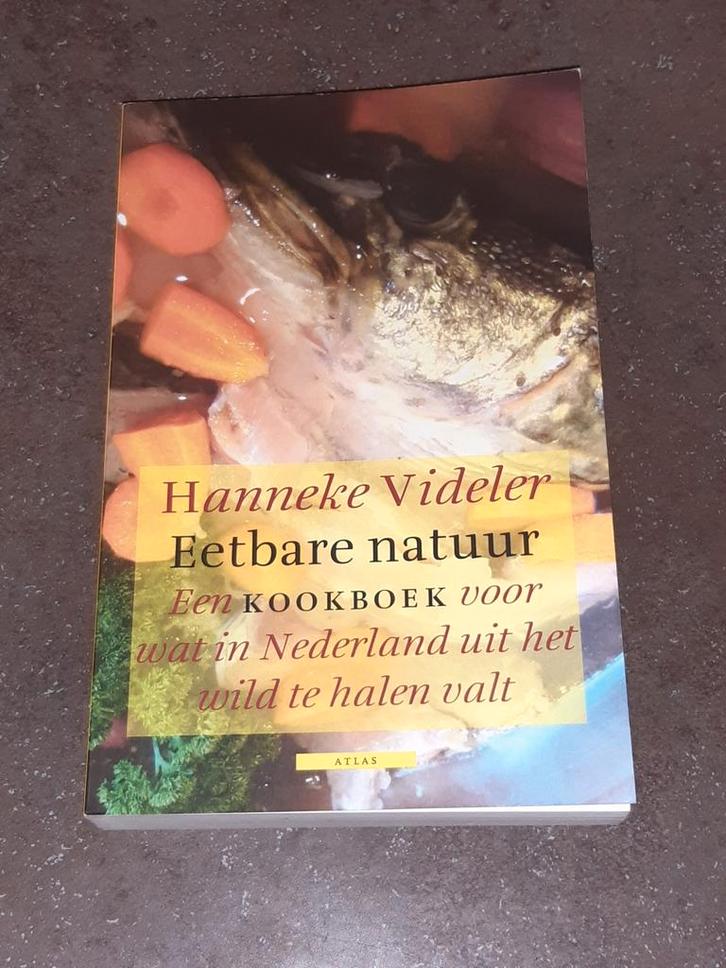 Hanneke Videler
Eetbare natuur
Een KOOKBOEK voor
wat in Nederland uit het
wild te halen valt
ATLAS